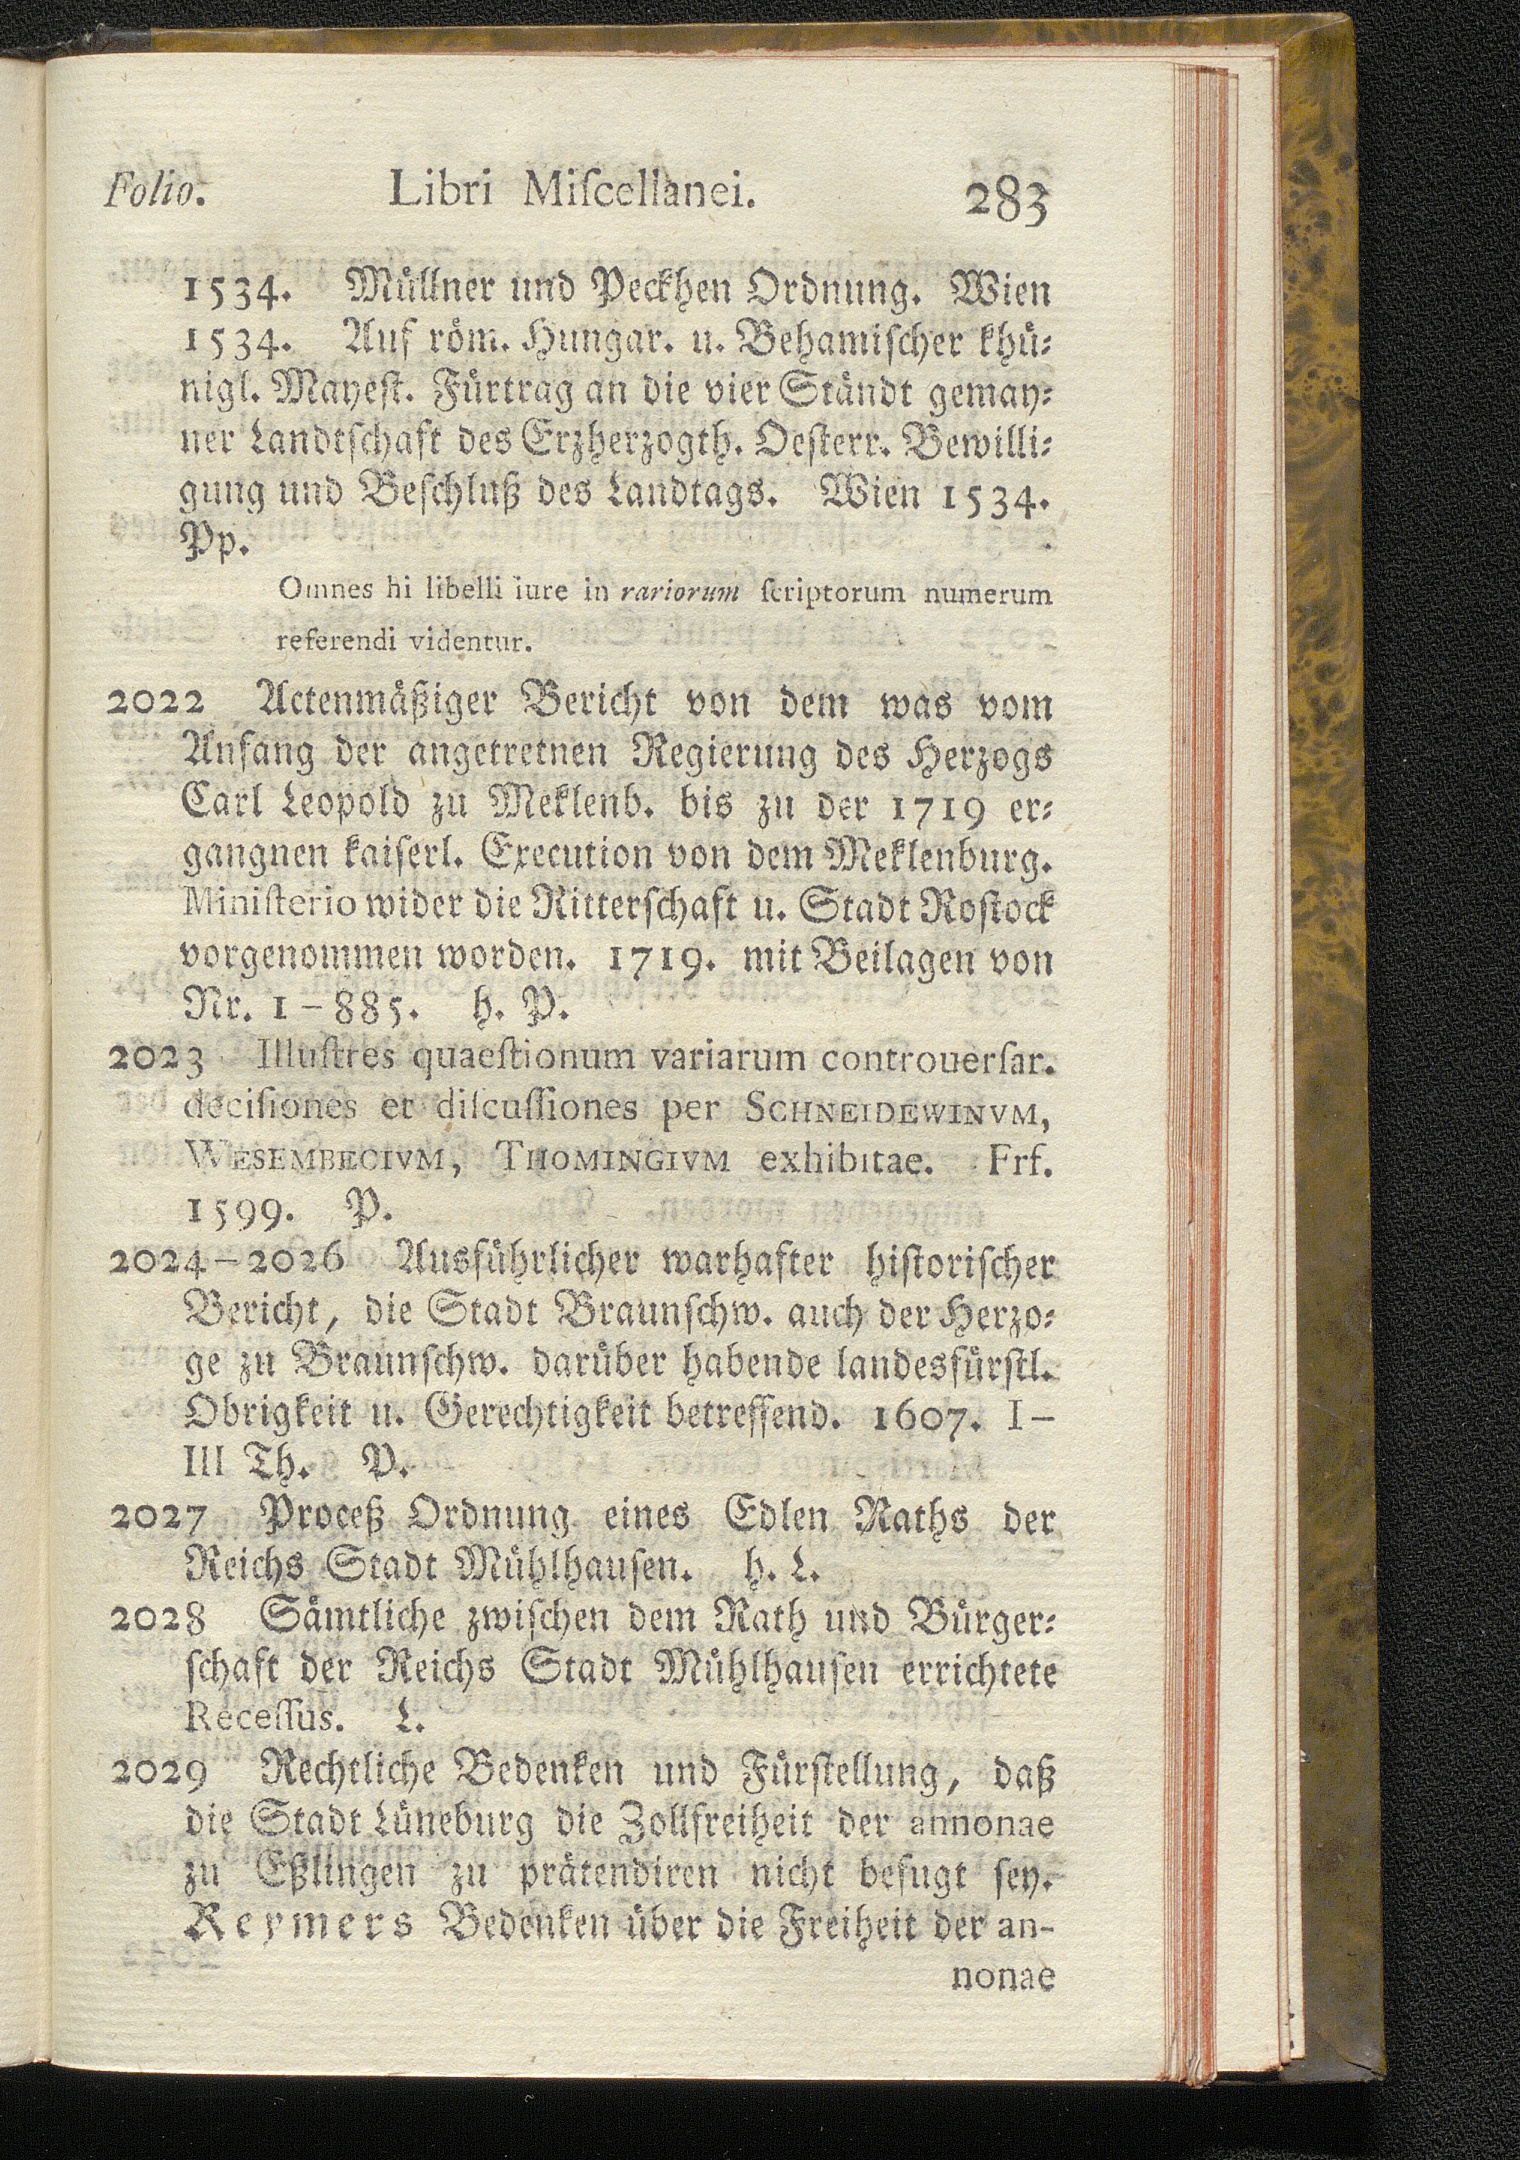 Folio. Libri Miſcellanei. 283
1534. Müllner und Peckhen Ordnung. Wien
1534. Auf röm. Hungar. u. Behamiſcher khü⸗
nigl. Mayeſt. Fürtrag an die vier Ständt gemay⸗
ner Landtſchaft des Erzherzogth. Oeſterr. Bewilli⸗
gung und Beſchluß des Landtags. Wien 1534.
Pp.
Omnes hi libelli iure in rariorum ſcriptorum numerum
referendi videntur.
2022 Actenmäßiger Bericht von dem was vom
Anfang der angetretnen Regierung des Herzogs
Carl Leopold zu Meklenb. bis zu der 1719 er⸗
gangnen kaiſerl. Execution von dem Meklenburg.
Miniſterio wider die Ritterſchaft u. Stadt Roſtock
vorgenommen worden. 1719. mit Beilagen von
Nr. 1–885. h. P.
2023 Illuſtres quaeſtionum variarum controuerſar.
deciſiones et diſcuſſiones per SCHNEIDEWINVM,
WESEMBECIVM, THOMINGIVM exhibitae. Frf.
1599. P.
2024–2026 Ausführlicher warhafter hiſtoriſcher
Bericht, die Stadt Braunſchw. auch der Herzo⸗
ge zu Braunſchw. darüber habende landesfürſtl.
Obrigkeit u. Gerechtigkeit betreffend. 1607. I–
III Th. P.
2027 Proceß Ordnung eines Edlen Raths der
Reichs Stadt Mühlhauſen. h. L.
2028 Sämtliche zwiſchen dem Rath und Bürger⸗
ſchaft der Reichs Stadt Mühlhauſen errichtete
Receſſus. L.
2029 Rechtliche Bedenken und Fürſtellung, daß
die Stadt Lüneburg die Zollfreiheit der annonae
zu Eßlingen zu prätendiren nicht befugt ſey.
Reymers Bedenken über die Freiheit der an-
nonae